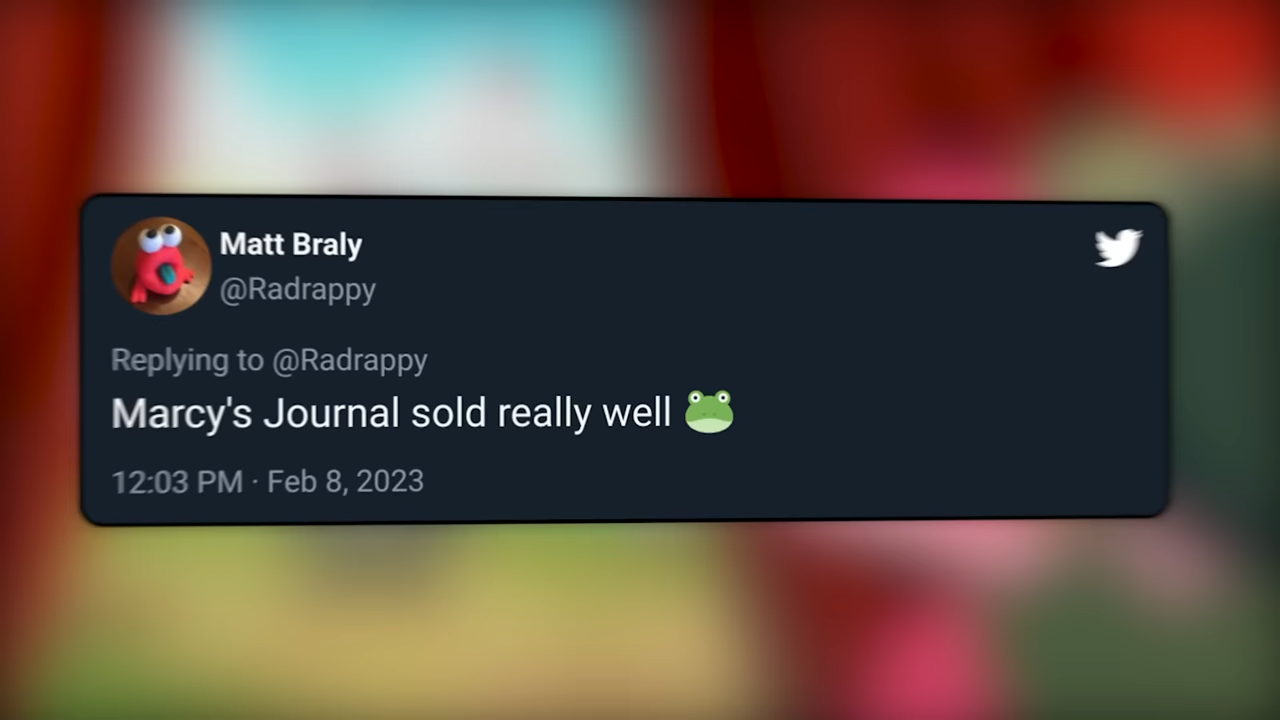 Matt Braly
@Radrappy
Replying to @Radrappy
Marcy's Journal sold really well 🐸
12:03 PM · Feb 8, 2023